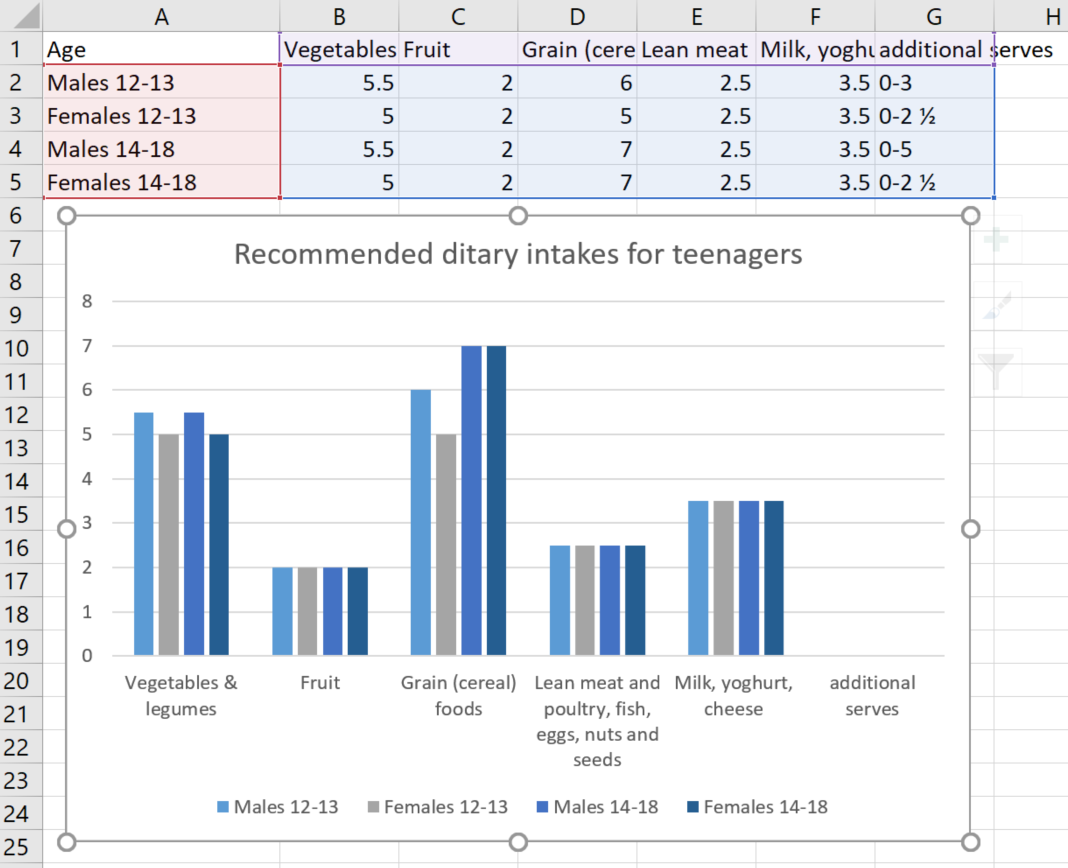 A B C D E F G H
1 Age Vegetables Fruit Grain (cere Lean meat Milk, yoghu additional serves
2 Males 12-13 5.5 2 6 2.5 3.5 0-3
3 Females 12-13 5 2 5 2.5 3.5 0-2 ½
4 Males 14-18 5.5 2 7 2.5 3.5 0-5
5 Females 14-18 5 2 7 2.5 3.5 0-2 ½
6
7 Recommended ditary intakes for teenagers
8
9 8
10 7
11 6
12
13 5
14 4
15
16 3
17 2
18 1
19 0
20 Vegetables & Fruit Grain (cereal) Lean meat and Milk, yoghurt, additional
21 legumes foods poultry, fish, cheese serves
22 eggs, nuts and
23 seeds
24 Males 12-13 Females 12-13 Males 14-18 Females 14-18
25